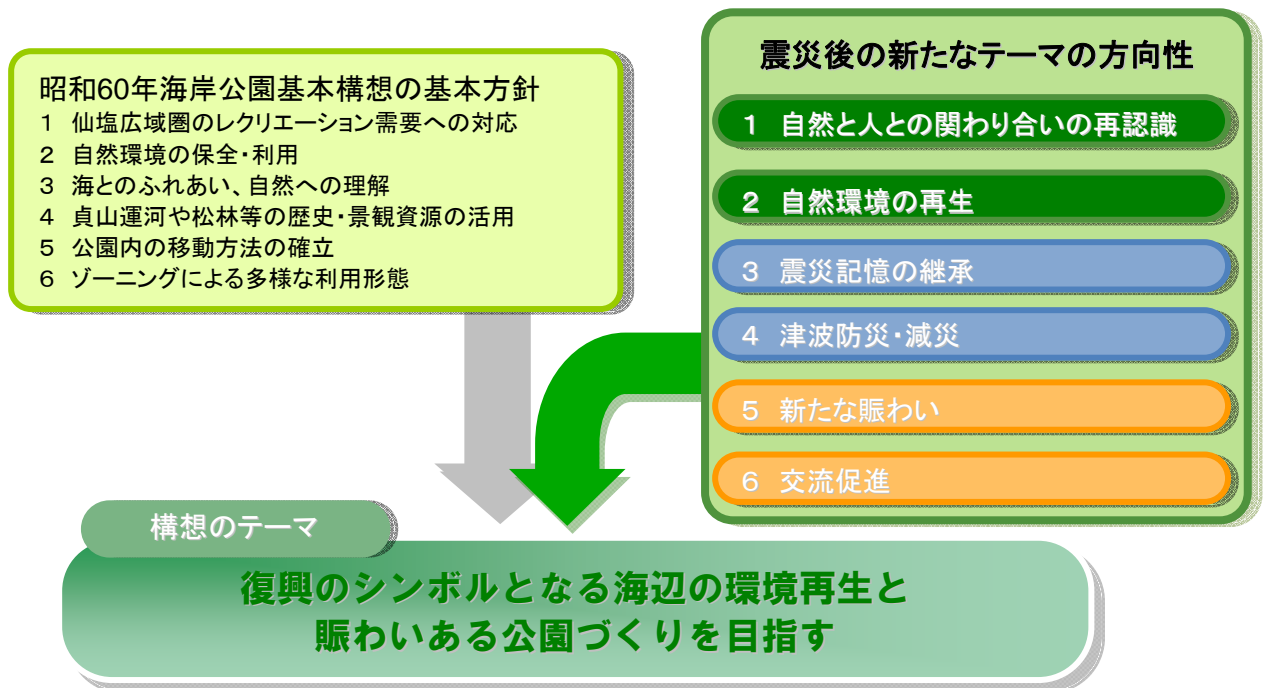 昭和60年海岸公園基本構想の基本方針
1 仙塩広域圏のレクリエーション需要への対応
2 自然環境の保全・利用
3 海とのふれあい、自然への理解
4 貞山運河や松林等の歴史・景観資源の活用
5 公園内の移動方法の確立
6 ゾーニングによる多様な利用形態
震災後の新たなテーマの方向性
1 自然と人との関わり合いの再認識
2 自然環境の再生
3 震災記憶の継承
4 津波防災・減災
5 新たな賑わい
6 交流促進
構想のテーマ
復興のシンボルとなる海辺の環境再生と
賑わいある公園づくりを目指す